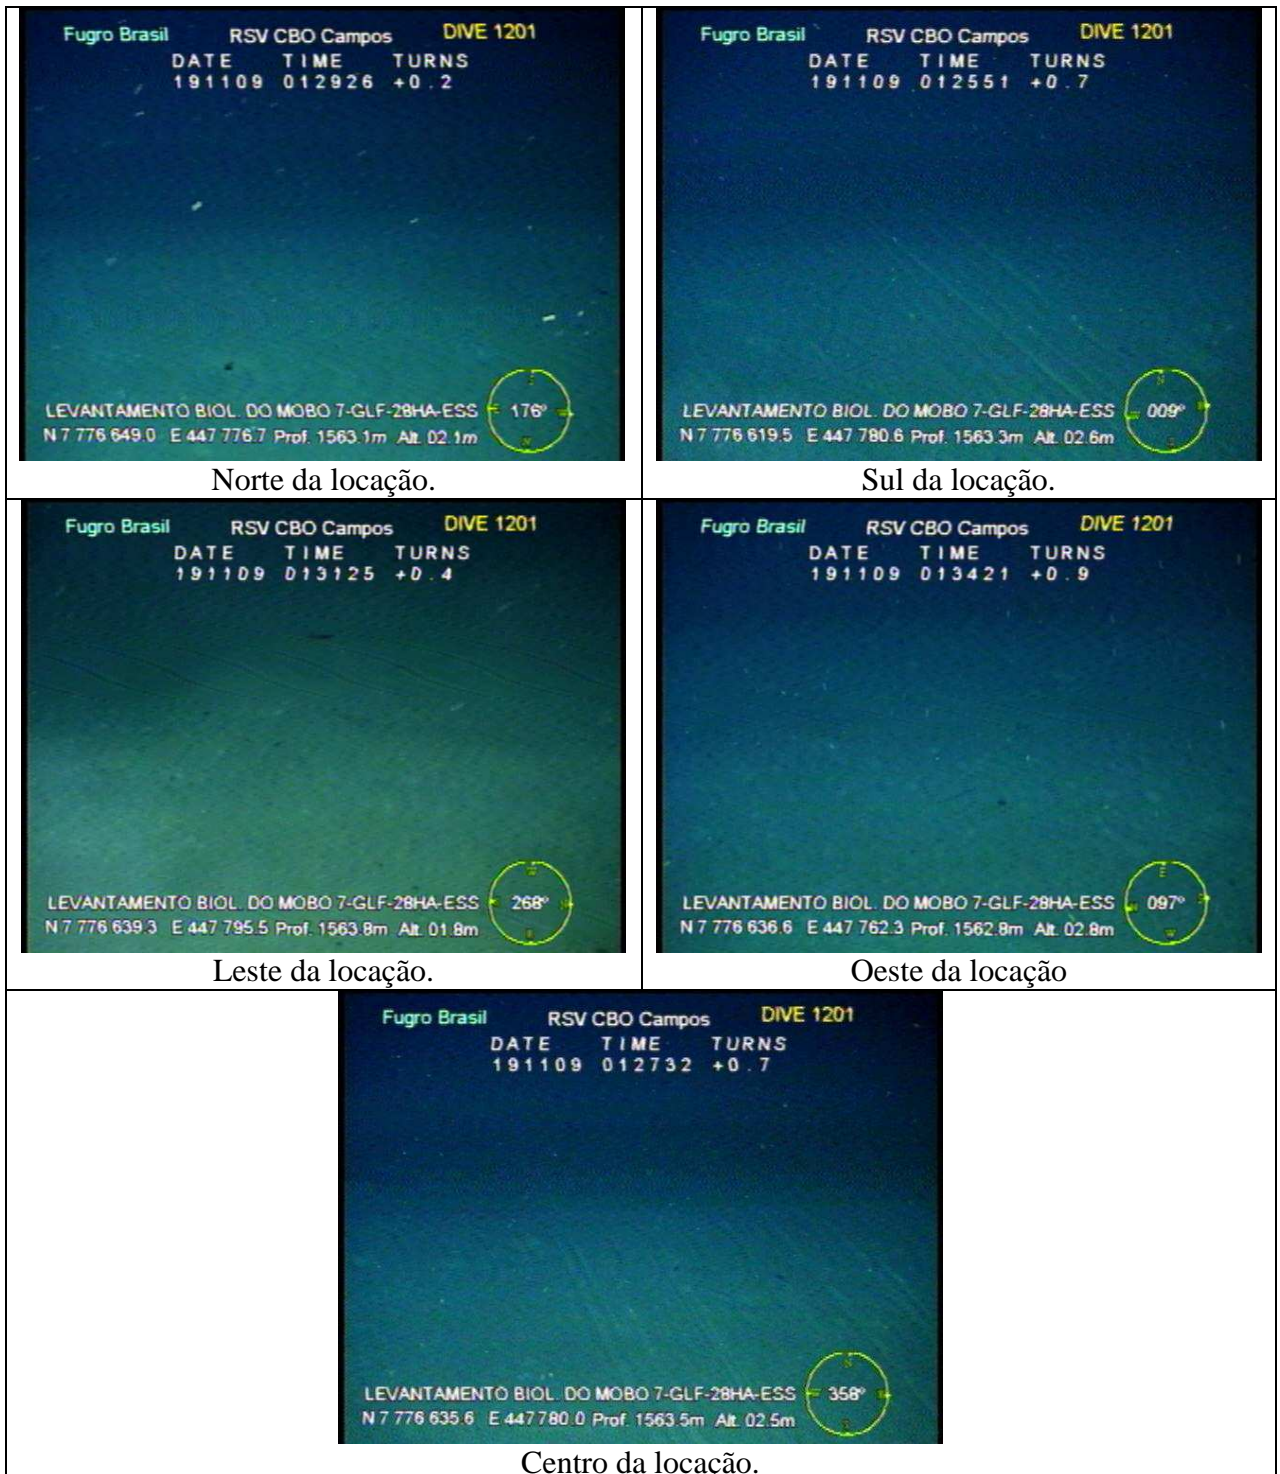 Fugro Brasil RSV CBO Campos DIVE 1201
DATE TIME TURNS
191109 012926 +0.2
176º
LEVANTAMENTO BIOL. DO MOBO 7-GLF-28HA-ESS
N 7 776 649.0 E 447 776.7 Prof. 1563.1m Alt. 02.1m
Norte da locação.
Fugro Brasil RSV CBO Campos DIVE 1201
DATE TIME TURNS
191109 012551 +0.7
N
009º
LEVANTAMENTO BIOL. DO MOBO 7-GLF-28HA-ESS
N 7 776 619.5 E 447 780.6 Prof. 1563.3m Alt. 02.6m
Sul da locação.
Fugro Brasil RSV CBO Campos DIVE 1201
DATE TIME TURNS
191109 013125 +0.4
W
268º
LEVANTAMENTO BIOL. DO MOBO 7-GLF-28HA-ESS
N 7 776 639.3 E 447 795.5 Prof. 1563.8m Alt. 01.8m
Leste da locação.
Fugro Brasil RSV CBO Campos DIVE 1201
DATE TIME TURNS
191109 013421 +0.9
E
097º
LEVANTAMENTO BIOL. DO MOBO 7-GLF-28HA-ESS
N 7 776 636.6 E 447 762.3 Prof. 1562.8m Alt. 02.8m
Oeste da locação
Fugro Brasil RSV CBO Campos DIVE 1201
DATE TIME TURNS
191109 012732 +0.7
N
358º
LEVANTAMENTO BIOL. DO MOBO 7-GLF-28HA-ESS
N 7 776 635.6 E 447 780.0 Prof. 1563.5m Alt. 02.5m
Centro da locação.